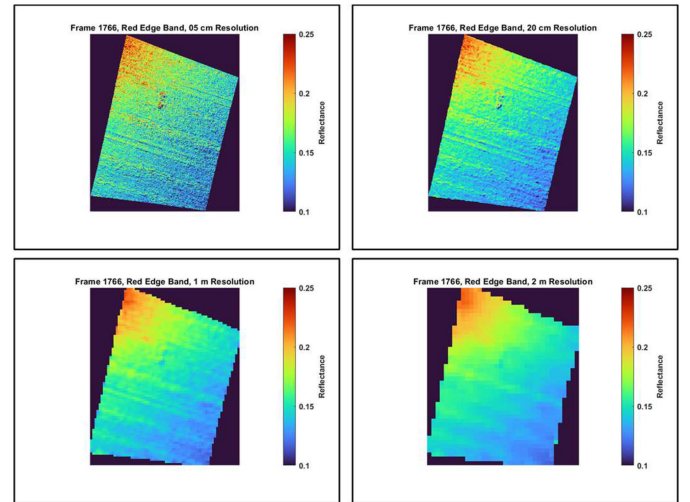 Frame 1766, Red Edge Band, 05 cm Resolution
0.25
0.2
0.15
0.1
Reflectance
Frame 1766, Red Edge Band, 20 cm Resolution
0.25
0.2
0.15
0.1
Reflectance
Frame 1766, Red Edge Band, 1 m Resolution
0.25
0.2
0.15
0.1
Reflectance
Frame 1766, Red Edge Band, 2 m Resolution
0.25
0.2
0.15
0.1
Reflectance